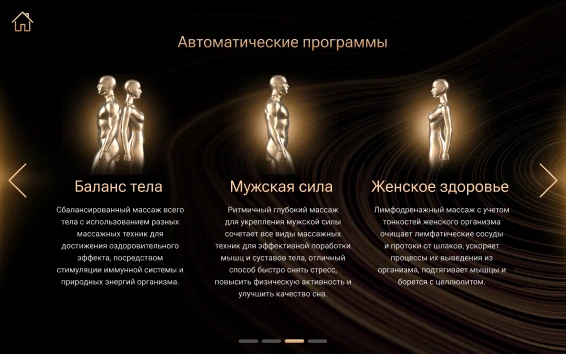 Автоматические программы
Баланс тела
Сбалансированный массаж всего
тела с использованием разных
массажных техник для
достижения оздоровительного
эффекта, посредством
стимуляции иммунной системы и
природных энергий организма.
Мужская сила
Ритмичный глубокий массаж
для укрепления мужской силы
сочетает все виды массажных
техник для эффективной поработки
мышц и суставов тела, отличный
способ быстро снять стресс,
повысить физическую активность и
улучшить качество сна.
Женское здоровье
Лимфодренажный массаж с учетом
тонкостей женского организма
очищает лимфатические сосуды
и протоки от шлаков, ускоряет
процессы их выведения из
организма, подтягивает мышцы и
борется с целлюлитом.